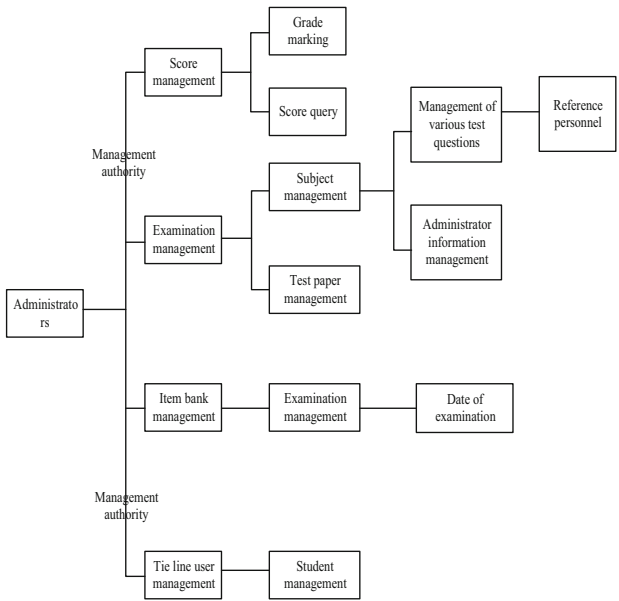 Grade
marking
Score
management
Score query
Management of
various test
questions
Reference
personnel
Management
authority
Subject
management
Examination
management
Administrator
information
management
Test paper
management
Administrato
rs
Item bank
management
Examination
management
Date of
examination
Management
authority
Tie line user
management
Student
management